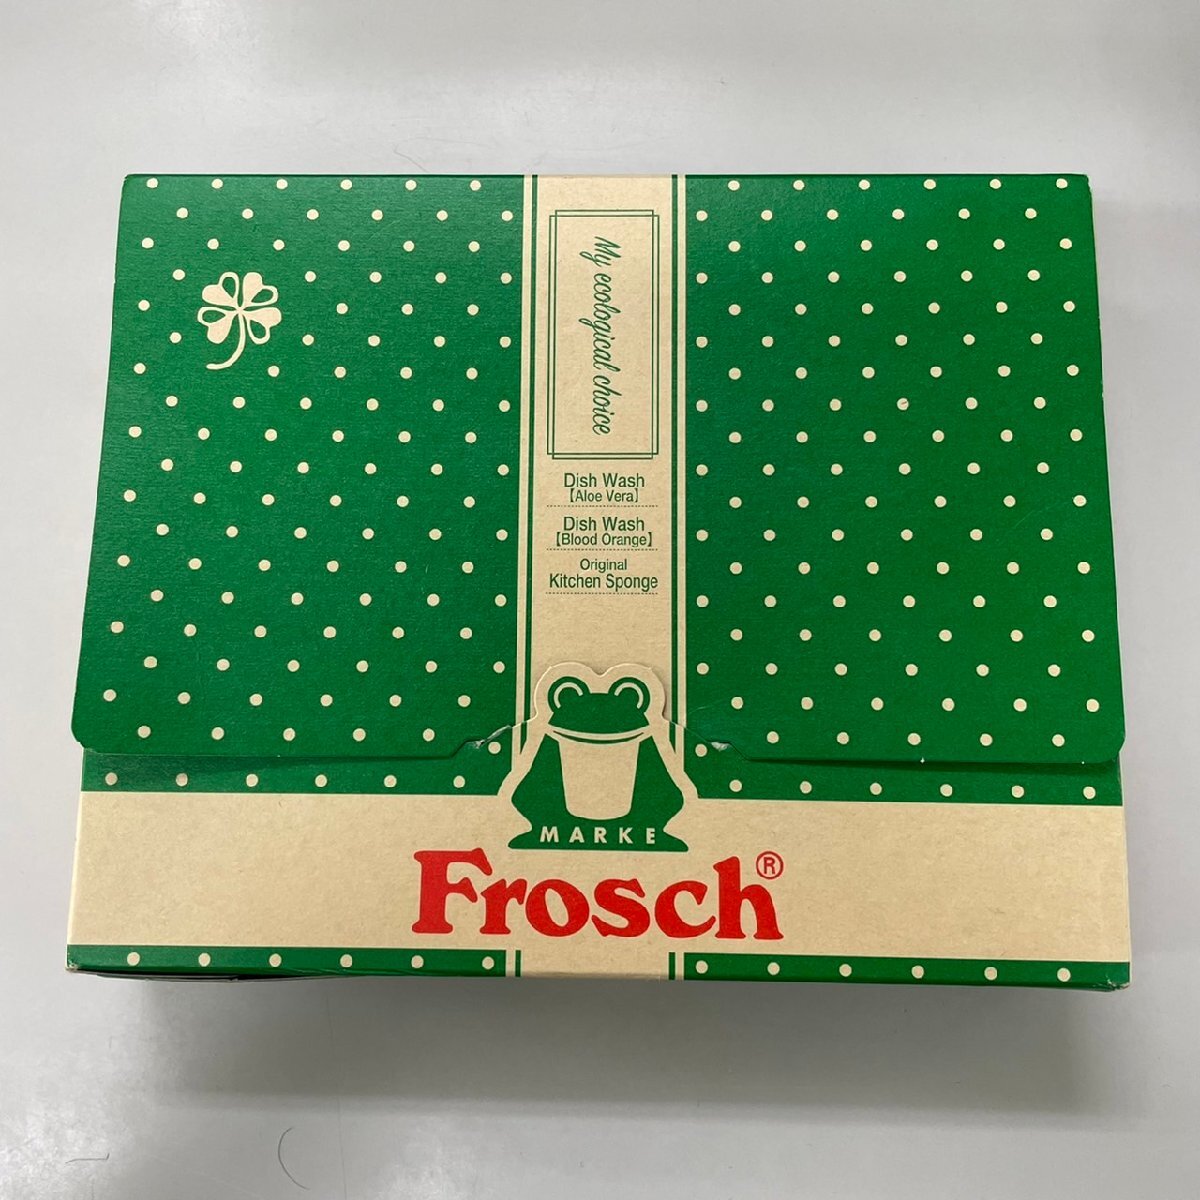 My ecological choice
Dish Wash
【Aloe Vera】
Dish Wash
【Blood Orange】
Original
Kitchen Sponge
MARKE
Frosch®